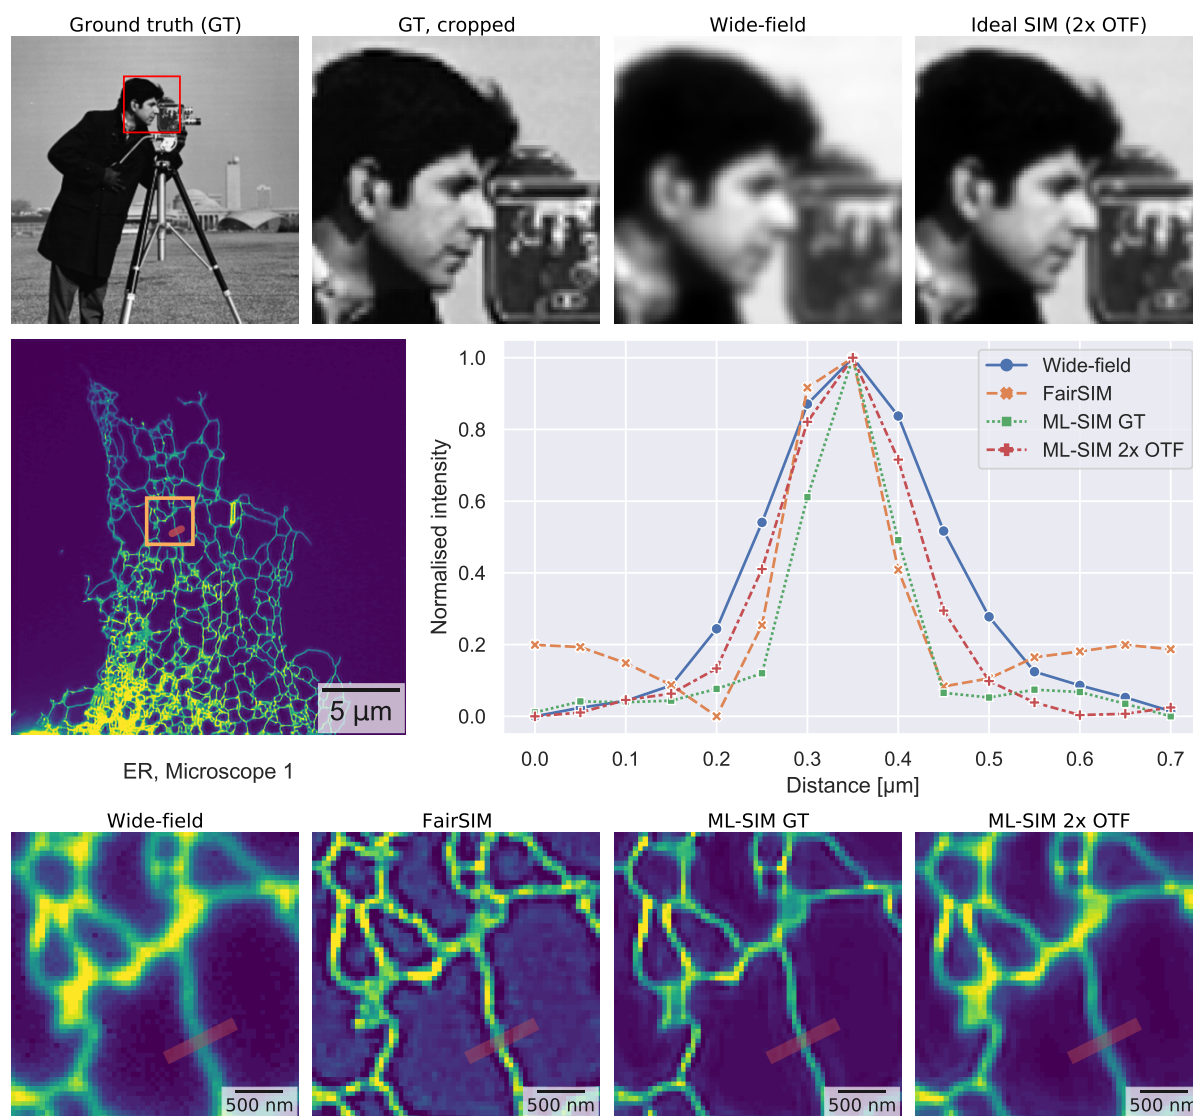 Ground truth (GT)
GT, cropped
Wide-field
Ideal SIM (2x OTF)
5 µm
ER, Microscope 1
Normalised intensity
1.0
0.8
0.6
0.4
0.2
0.0
0.0 0.1 0.2 0.3 0.4 0.5 0.6 0.7
Distance [µm]
Wide-field
FairSIM
ML-SIM GT
ML-SIM 2x OTF
Wide-field
FairSIM
ML-SIM GT
ML-SIM 2x OTF
500 nm
500 nm
500 nm
500 nm